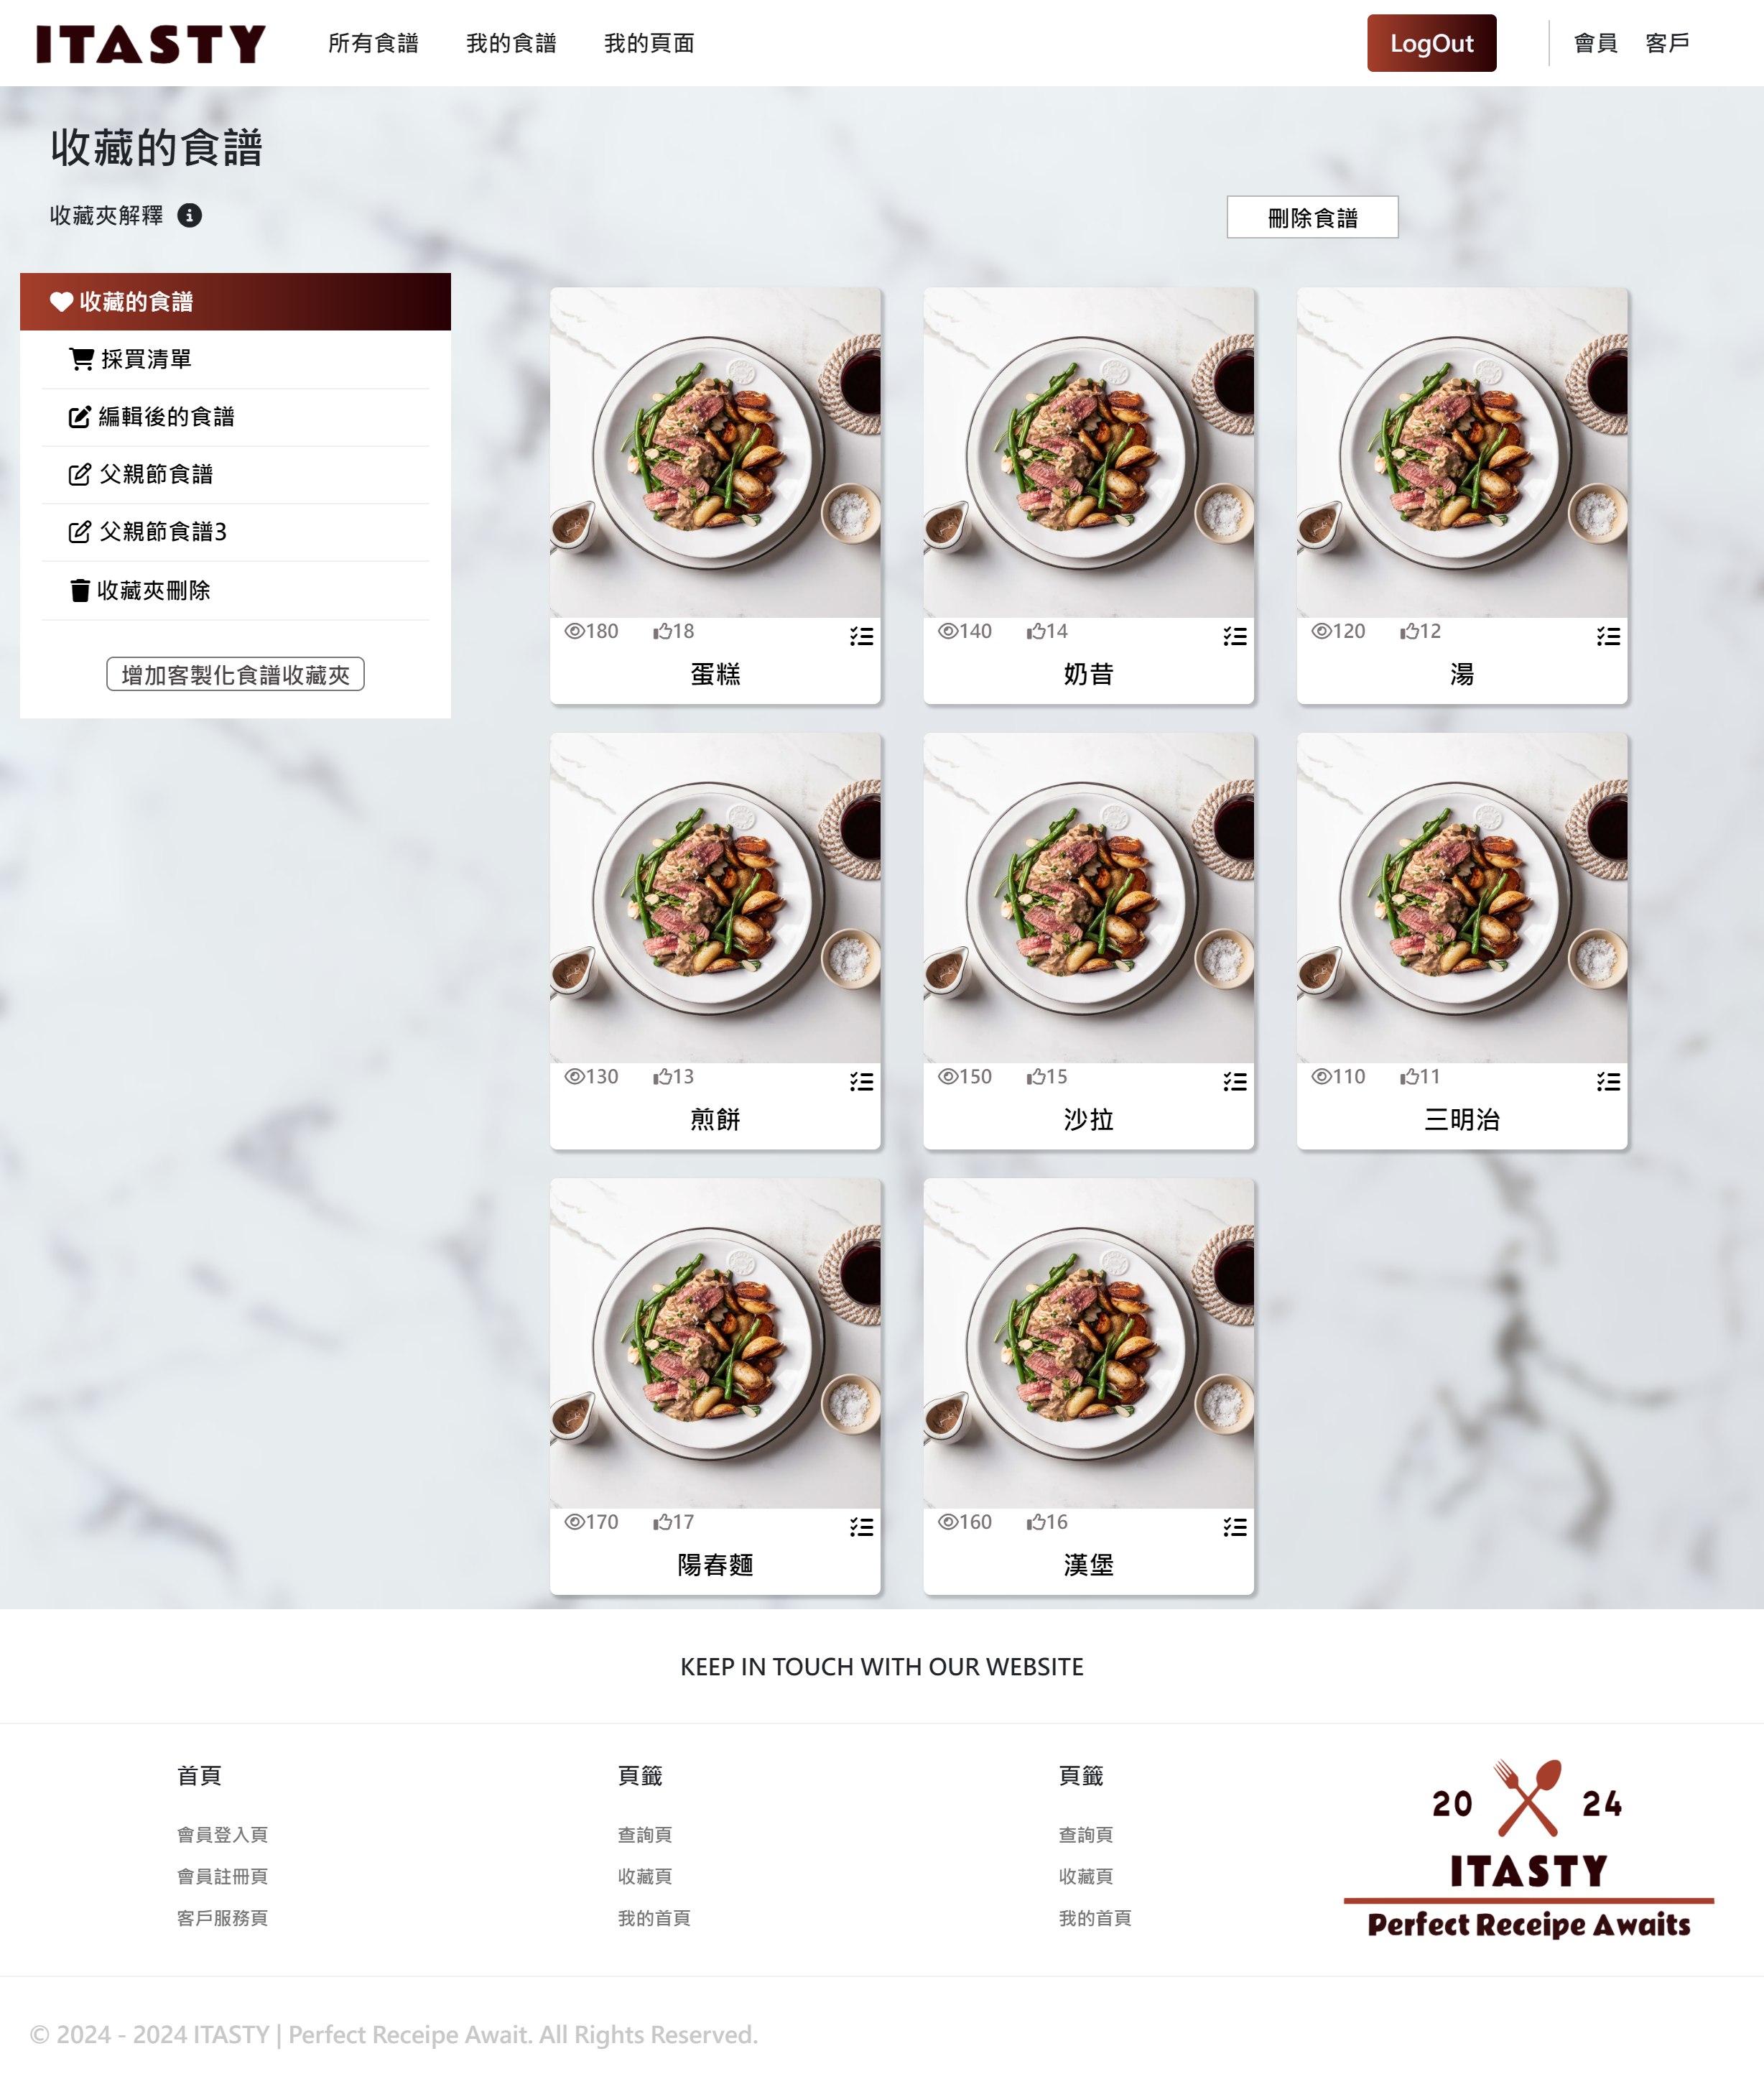 ITASTY
所有食譜
我的食譜
我的頁面
LogOut
會員
客戶
收藏的食譜
收藏夾解釋
刪除食譜
收藏的食譜
採買清單
編輯後的食譜
父親節食譜
父親節食譜3
收藏夾刪除
增加客製化食譜收藏夾
180 18
蛋糕
140 14
奶昔
120 12
湯
130 13
煎餅
150 15
沙拉
110 11
三明治
170 17
陽春麵
160 16
漢堡
KEEP IN TOUCH WITH OUR WEBSITE
首頁
會員登入頁
會員註冊頁
客戶服務頁
頁籤
查詢頁
收藏頁
我的首頁
頁籤
查詢頁
收藏頁
我的首頁
20 24
ITASTY
Perfect Receipe Awaits
© 2024 - 2024 ITASTY | Perfect Receipe Await. All Rights Reserved.